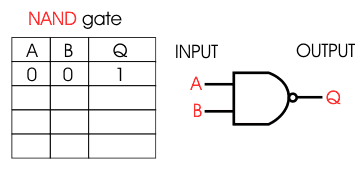 NAND gate
A B Q
0 0 1
INPUT OUTPUT
A
B
Q